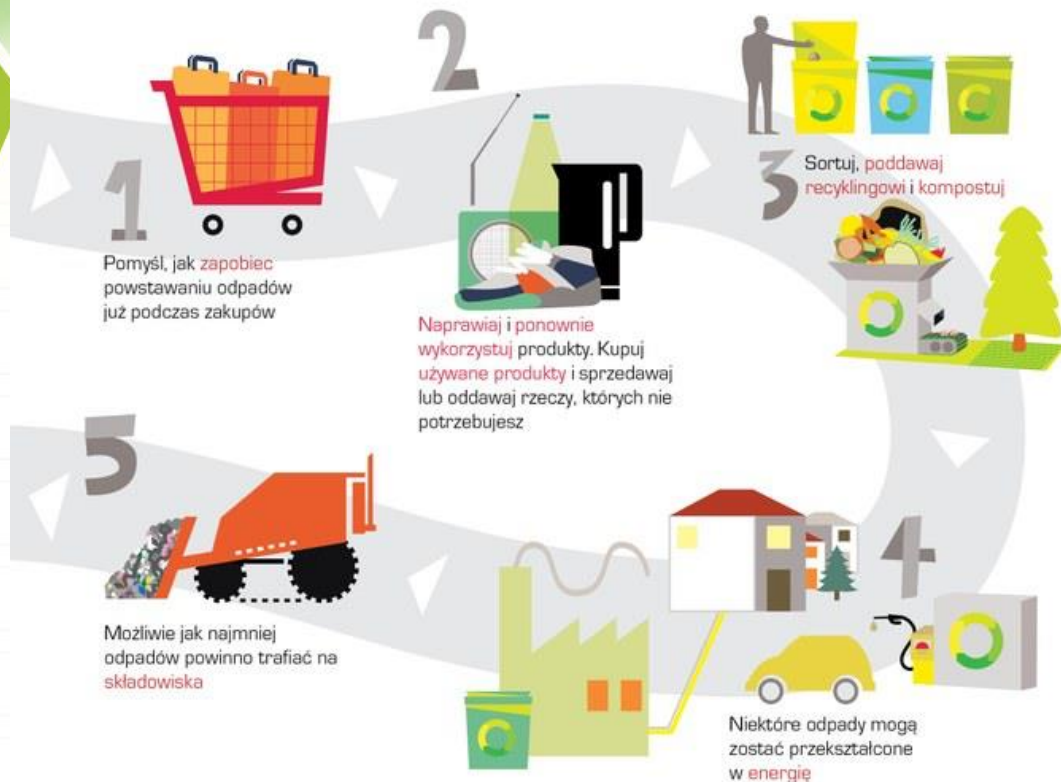 1
Pomyśl, jak zapobiec
powstawaniu odpadów
już podczas zakupów
2
Naprawiaj i ponownie
wykorzystuj produkty. Kupuj
używane produkty i sprzedawaj
lub oddawaj rzeczy, których nie
potrzebujesz
3
Sortuj, poddawaj
recyklingowi i kompostuj
4
Niektóre odpady mogą
zostać przekształcone
w energię
5
Możliwie jak najmniej
odpadów powinno trafiać na
składowiska